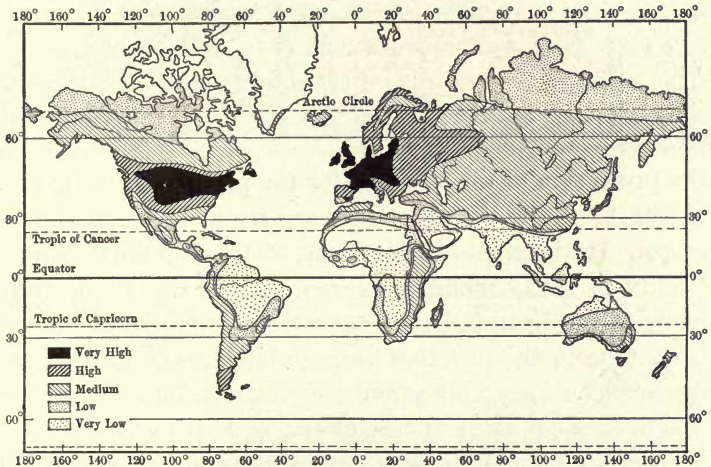 180° 160° 140° 120° 100° 80° 60° 40° 20° 0° 20° 40° 60° 80° 100° 120° 140° 160° 180°
Arctic Circle
60° 60°
80° 30°
Tropic of Cancer
Equator
0° 0° 0°
Tropic of Capricorn
30° 30°
Very High
High
Medium
Low
Very Low
60° 60°
180 160° 140° 120° 100° 80° 60° 40° 20° 0° 20° 40° 60° 80° 100° 120° 140° 160° 180°